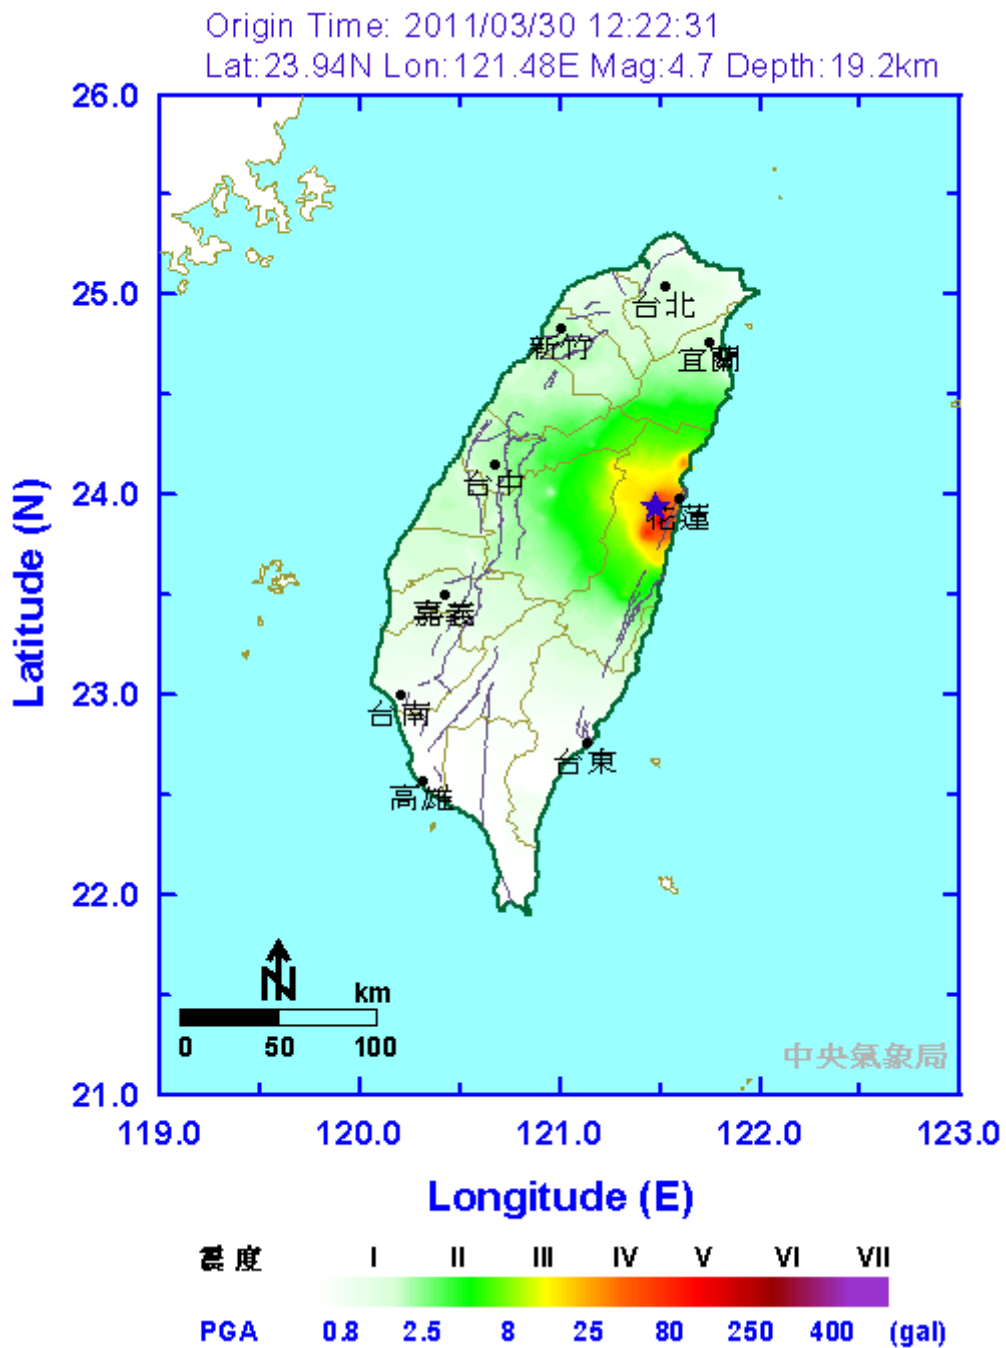 Origin Time: 2011/03/30 12:22:31
Lat:23.94N Lon:121.48E Mag:4.7 Depth:19.2km
26.0
25.0
24.0
23.0
22.0
21.0
Latitude (N)
台北
新竹
宜蘭
台中
花蓮
嘉義
台南
台東
高雄
N
km
0 50 100
中央氣象局
119.0 120.0 121.0 122.0 123.0
Longitude (E)
震度 I II III IV V VI VII
PGA 0.8 2.5 8 25 80 250 400 (gal)